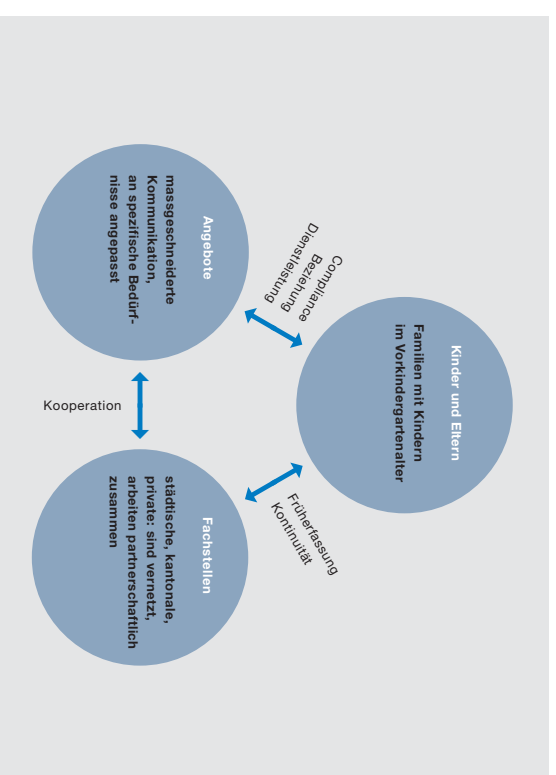 Kinder und Eltern
Familien mit Kindern
im Vorkindergartenalter
Compliance
Beziehung
Dienstleistung
Früherfassung
Kontinuität
Angebote
massgeschneiderte
Kommunikation,
an spezifische Bedürf-
nisse angepasst
Kooperation
Fachstellen
städtische, kantonale,
private: sind vernetzt,
arbeiten partnerschaftlich
zusammen